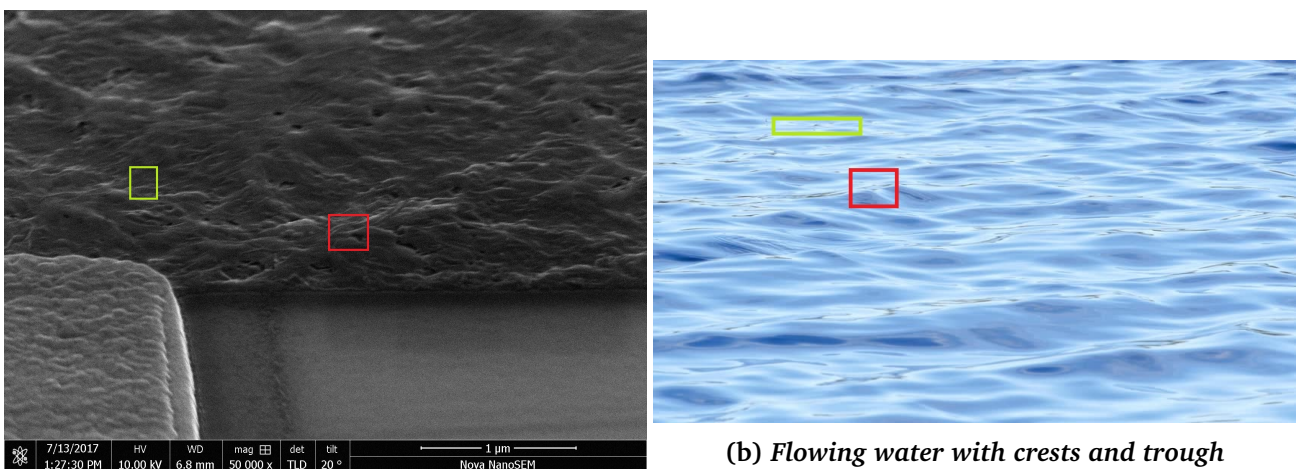 7/13/2017 HV WD mag det tilt 1 µm
1:27:30 PM 10.00 kV 6.8 mm 50 000 x TLD 20 ° Nova NanoSEM
(b) Flowing water with crests and trough